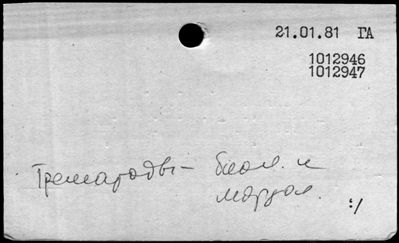 21.01.81 ГА
1012946
1012947
Трематоды - биол. и
морфол.